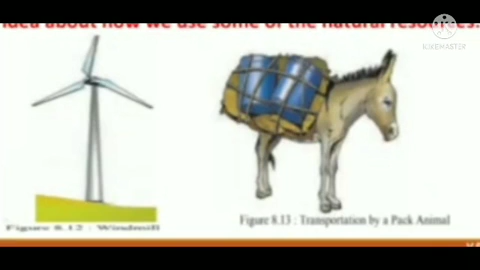 idea about how we use some of the natural resources.
KINEMASTER
Figure 8.12 : Windmill
Figure 8.13 : Transportation by a Pack Animal